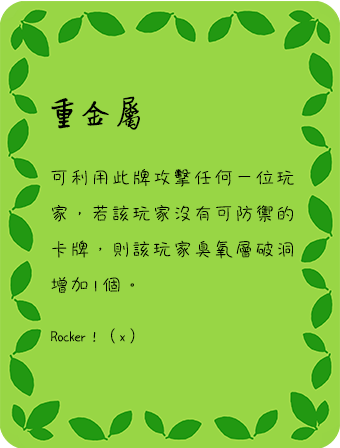 重金屬
可利用此牌攻擊任何一位玩
家，若該玩家沒有可防禦的
卡牌，則該玩家臭氧層破洞
增加1個。
Rocker！（x）